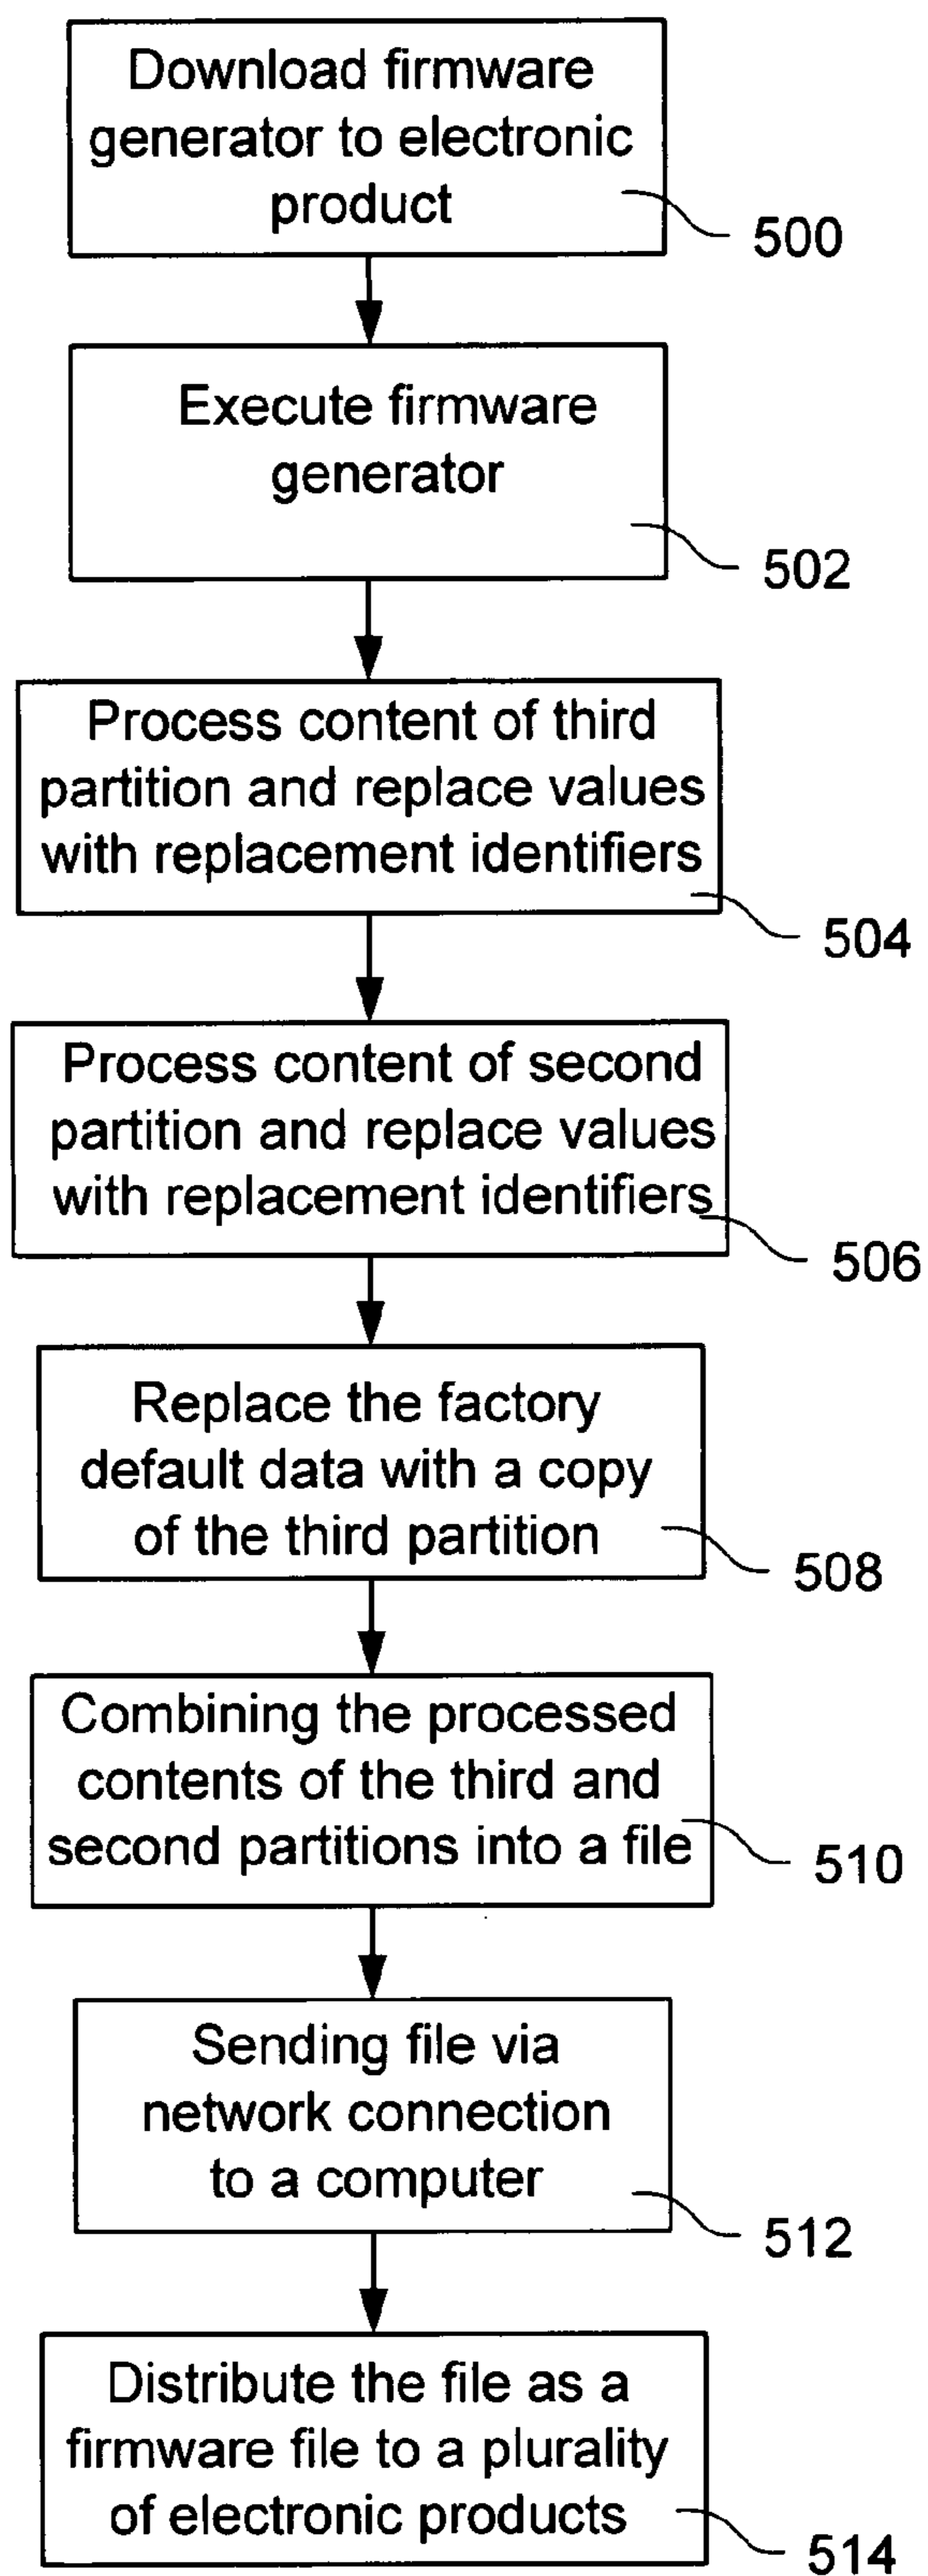 Download firmware
generator to electronic
product
500
Execute firmware
generator
502
Process content of third
partition and replace values
with replacement identifiers
504
Process content of second
partition and replace values
with replacement identifiers
506
Replace the factory
default data with a copy
of the third partition
508
Combining the processed
contents of the third and
second partitions into a file
510
Sending file via
network connection
to a computer
512
Distribute the file as a
firmware file to a plurality
of electronic products
514